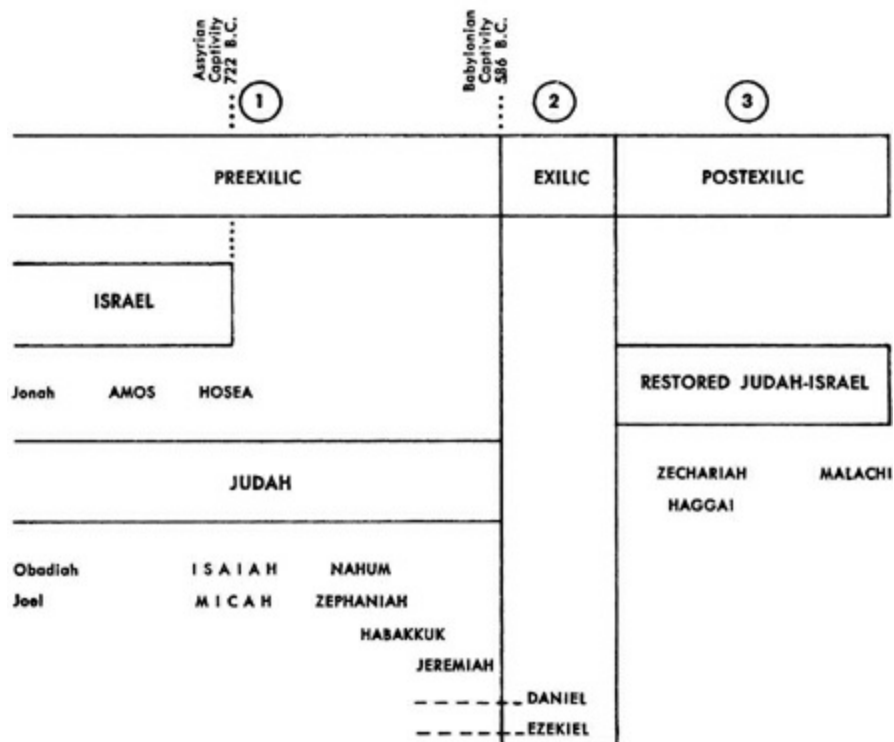 Assyrian
Captivity
722 B.C.
Babylonian
Captivity
586 B.C.
1
2
3
PREEXILIC
EXILIC
POSTEXILIC
ISRAEL
Jonah AMOS HOSEA
RESTORED JUDAH-ISRAEL
JUDAH
ZECHARIAH MALACHI
HAGGAI
Obadiah ISAIAH NAHUM
Joel MICAH ZEPHANIAH
HABAKKUK
JEREMIAH
DANIEL
EZEKIEL